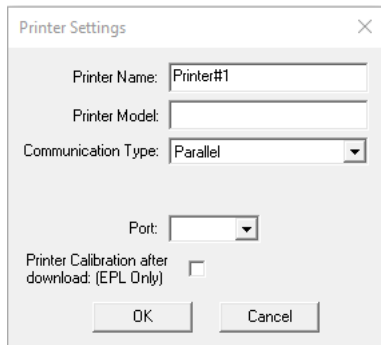 Printer Settings
Printer Name: Printer#1
Printer Model:
Communication Type: Parallel
Port:
Printer Calibration after
download: (EPL Only)
OK Cancel